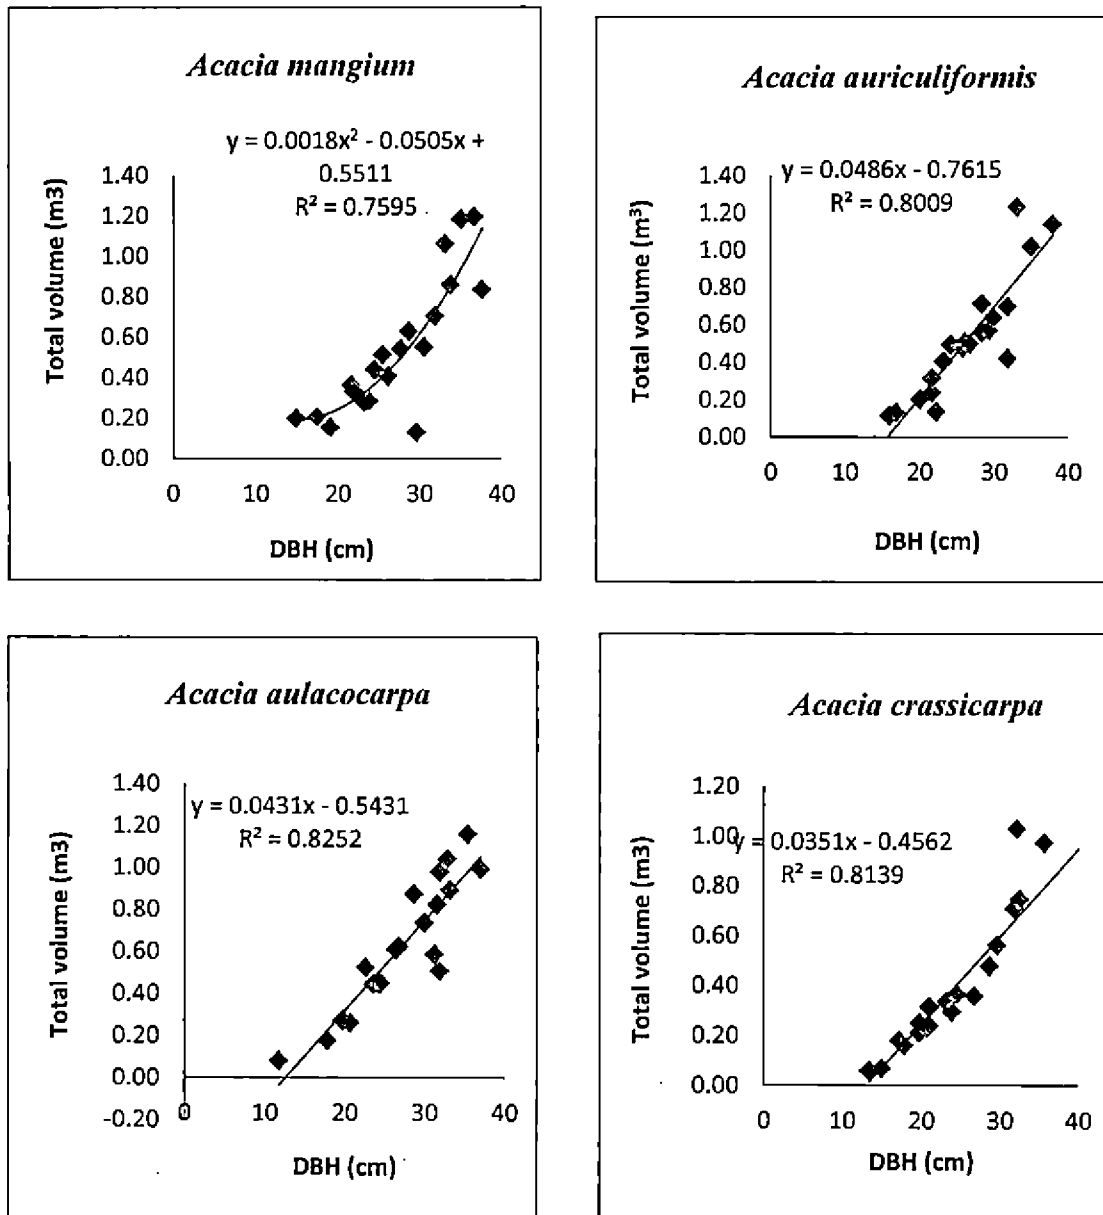 Acacia mangium
y = 0.0018x² - 0.0505x +
0.5511
R² = 0.7595
Total volume (m3)
1.40
1.20
1.00
0.80
0.60
0.40
0.20
0.00
0 10 20 30 40
DBH (cm)
Acacia auriculiformis
y = 0.0486x - 0.7615
R² = 0.8009
Total volume (m³)
1.40
1.20
1.00
0.80
0.60
0.40
0.20
0.00
0 10 20 30 40
DBH (cm)
Acacia aulacocarpa
y = 0.0431x - 0.5431
R² = 0.8252
Total volume (m3)
1.40
1.20
1.00
0.80
0.60
0.40
0.20
0.00
-0.20
0 10 20 30 40
DBH (cm)
Acacia crassicarpa
y = 0.0351x - 0.4562
R² = 0.8139
Total volume (m3)
1.20
1.00
0.80
0.60
0.40
0.20
0.00
0 10 20 30 40
DBH (cm)